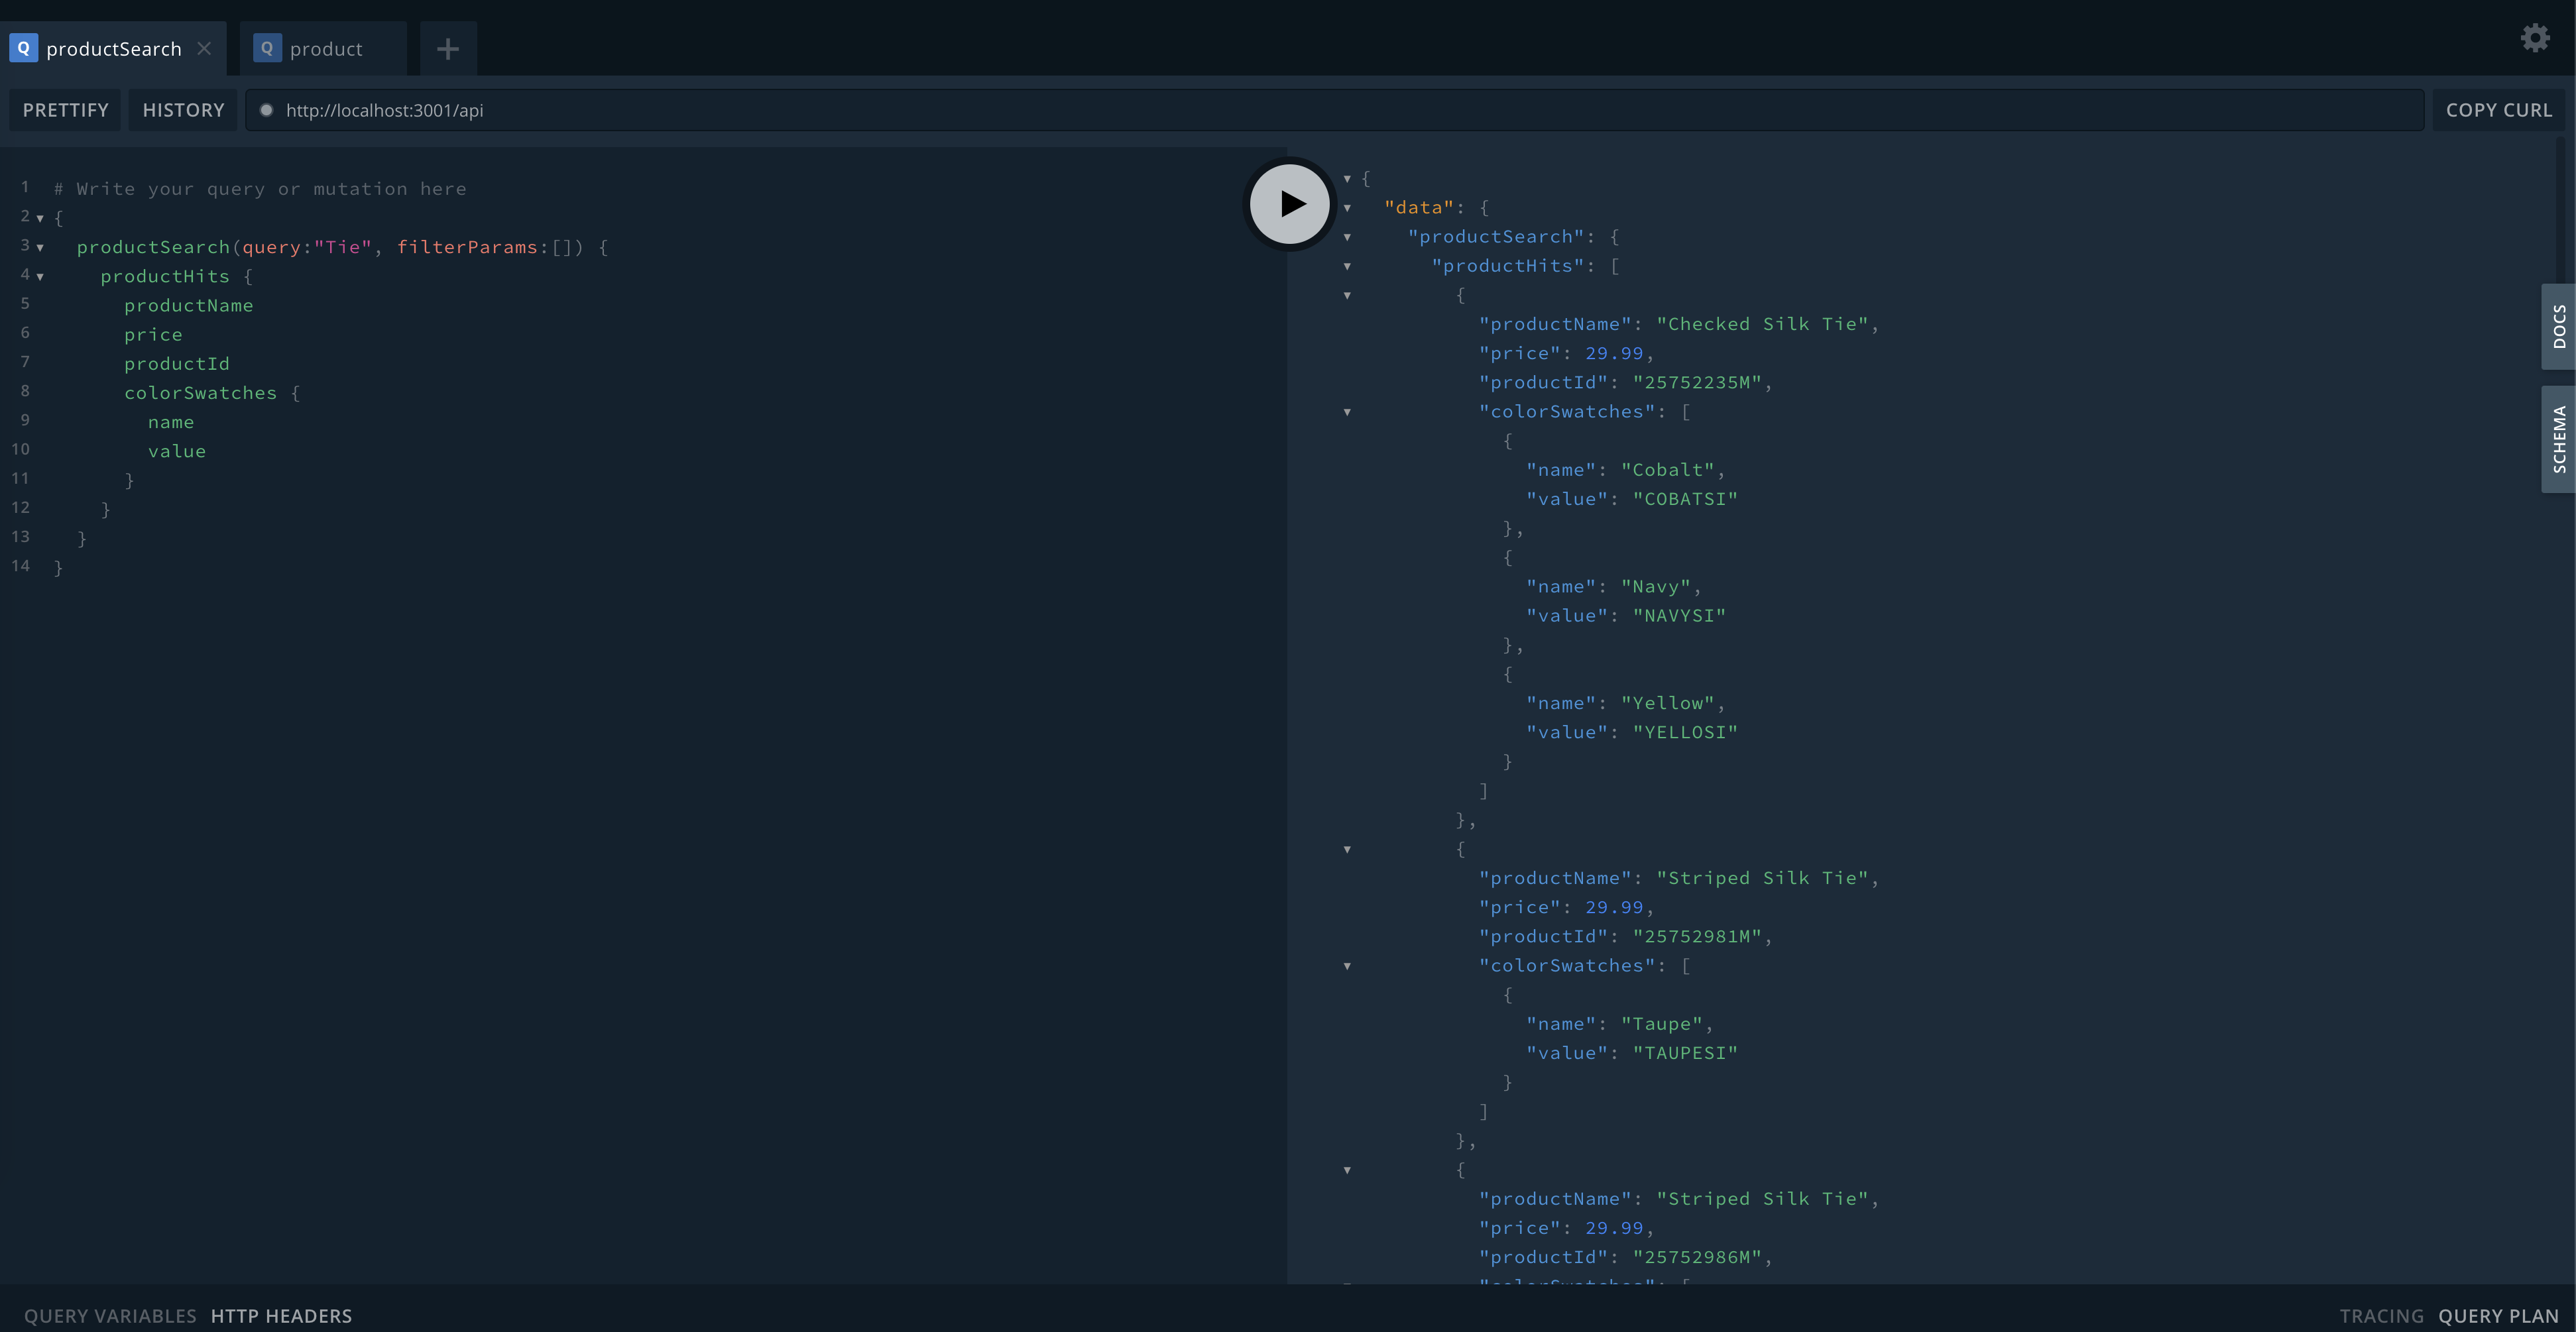 Q productSearch × Q product +
PRETTIFY HISTORY http://localhost:3001/api COPY CURL
1 # Write your query or mutation here
2 {
3 productSearch(query:"Tie", filterParams:[]) {
4 productHits {
5 productName
6 price
7 productId
8 colorSwatches {
9 name
10 value
11 }
12 }
13 }
14 }
{
"data": {
"productSearch": {
"productHits": [
{
"productName": "Checked Silk Tie",
"price": 29.99,
"productId": "25752235M",
"colorSwatches": [
{
"name": "Cobalt",
"value": "COBATSI"
},
{
"name": "Navy",
"value": "NAVYSI"
},
{
"name": "Yellow",
"value": "YELLOSI"
}
]
},
{
"productName": "Striped Silk Tie",
"price": 29.99,
"productId": "25752981M",
"colorSwatches": [
{
"name": "Taupe",
"value": "TAUPESI"
}
]
},
{
"productName": "Striped Silk Tie",
"price": 29.99,
"productId": "25752986M",
"colorSwatches": [
DOCS
SCHEMA
QUERY VARIABLES HTTP HEADERS
TRACING QUERY PLAN